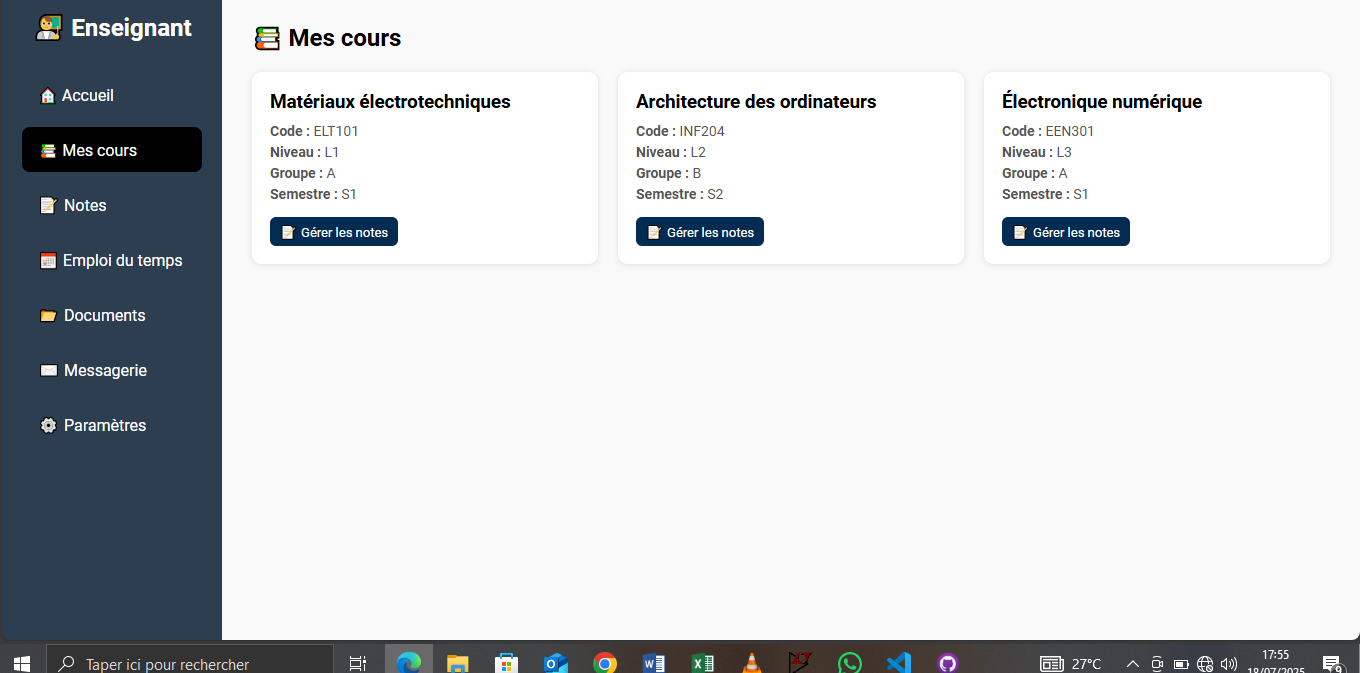 Enseignant
Accueil
Mes cours
Notes
Emploi du temps
Documents
Messagerie
Paramètres
Mes cours
Matériaux électrotechniques
Code : ELT101
Niveau : L1
Groupe : A
Semestre : S1
Gérer les notes
Architecture des ordinateurs
Code : INF204
Niveau : L2
Groupe : B
Semestre : S2
Gérer les notes
Électronique numérique
Code : EEN301
Niveau : L3
Groupe : A
Semestre : S1
Gérer les notes
Taper ici pour rechercher
27°C
17:55
18/07/2025
9